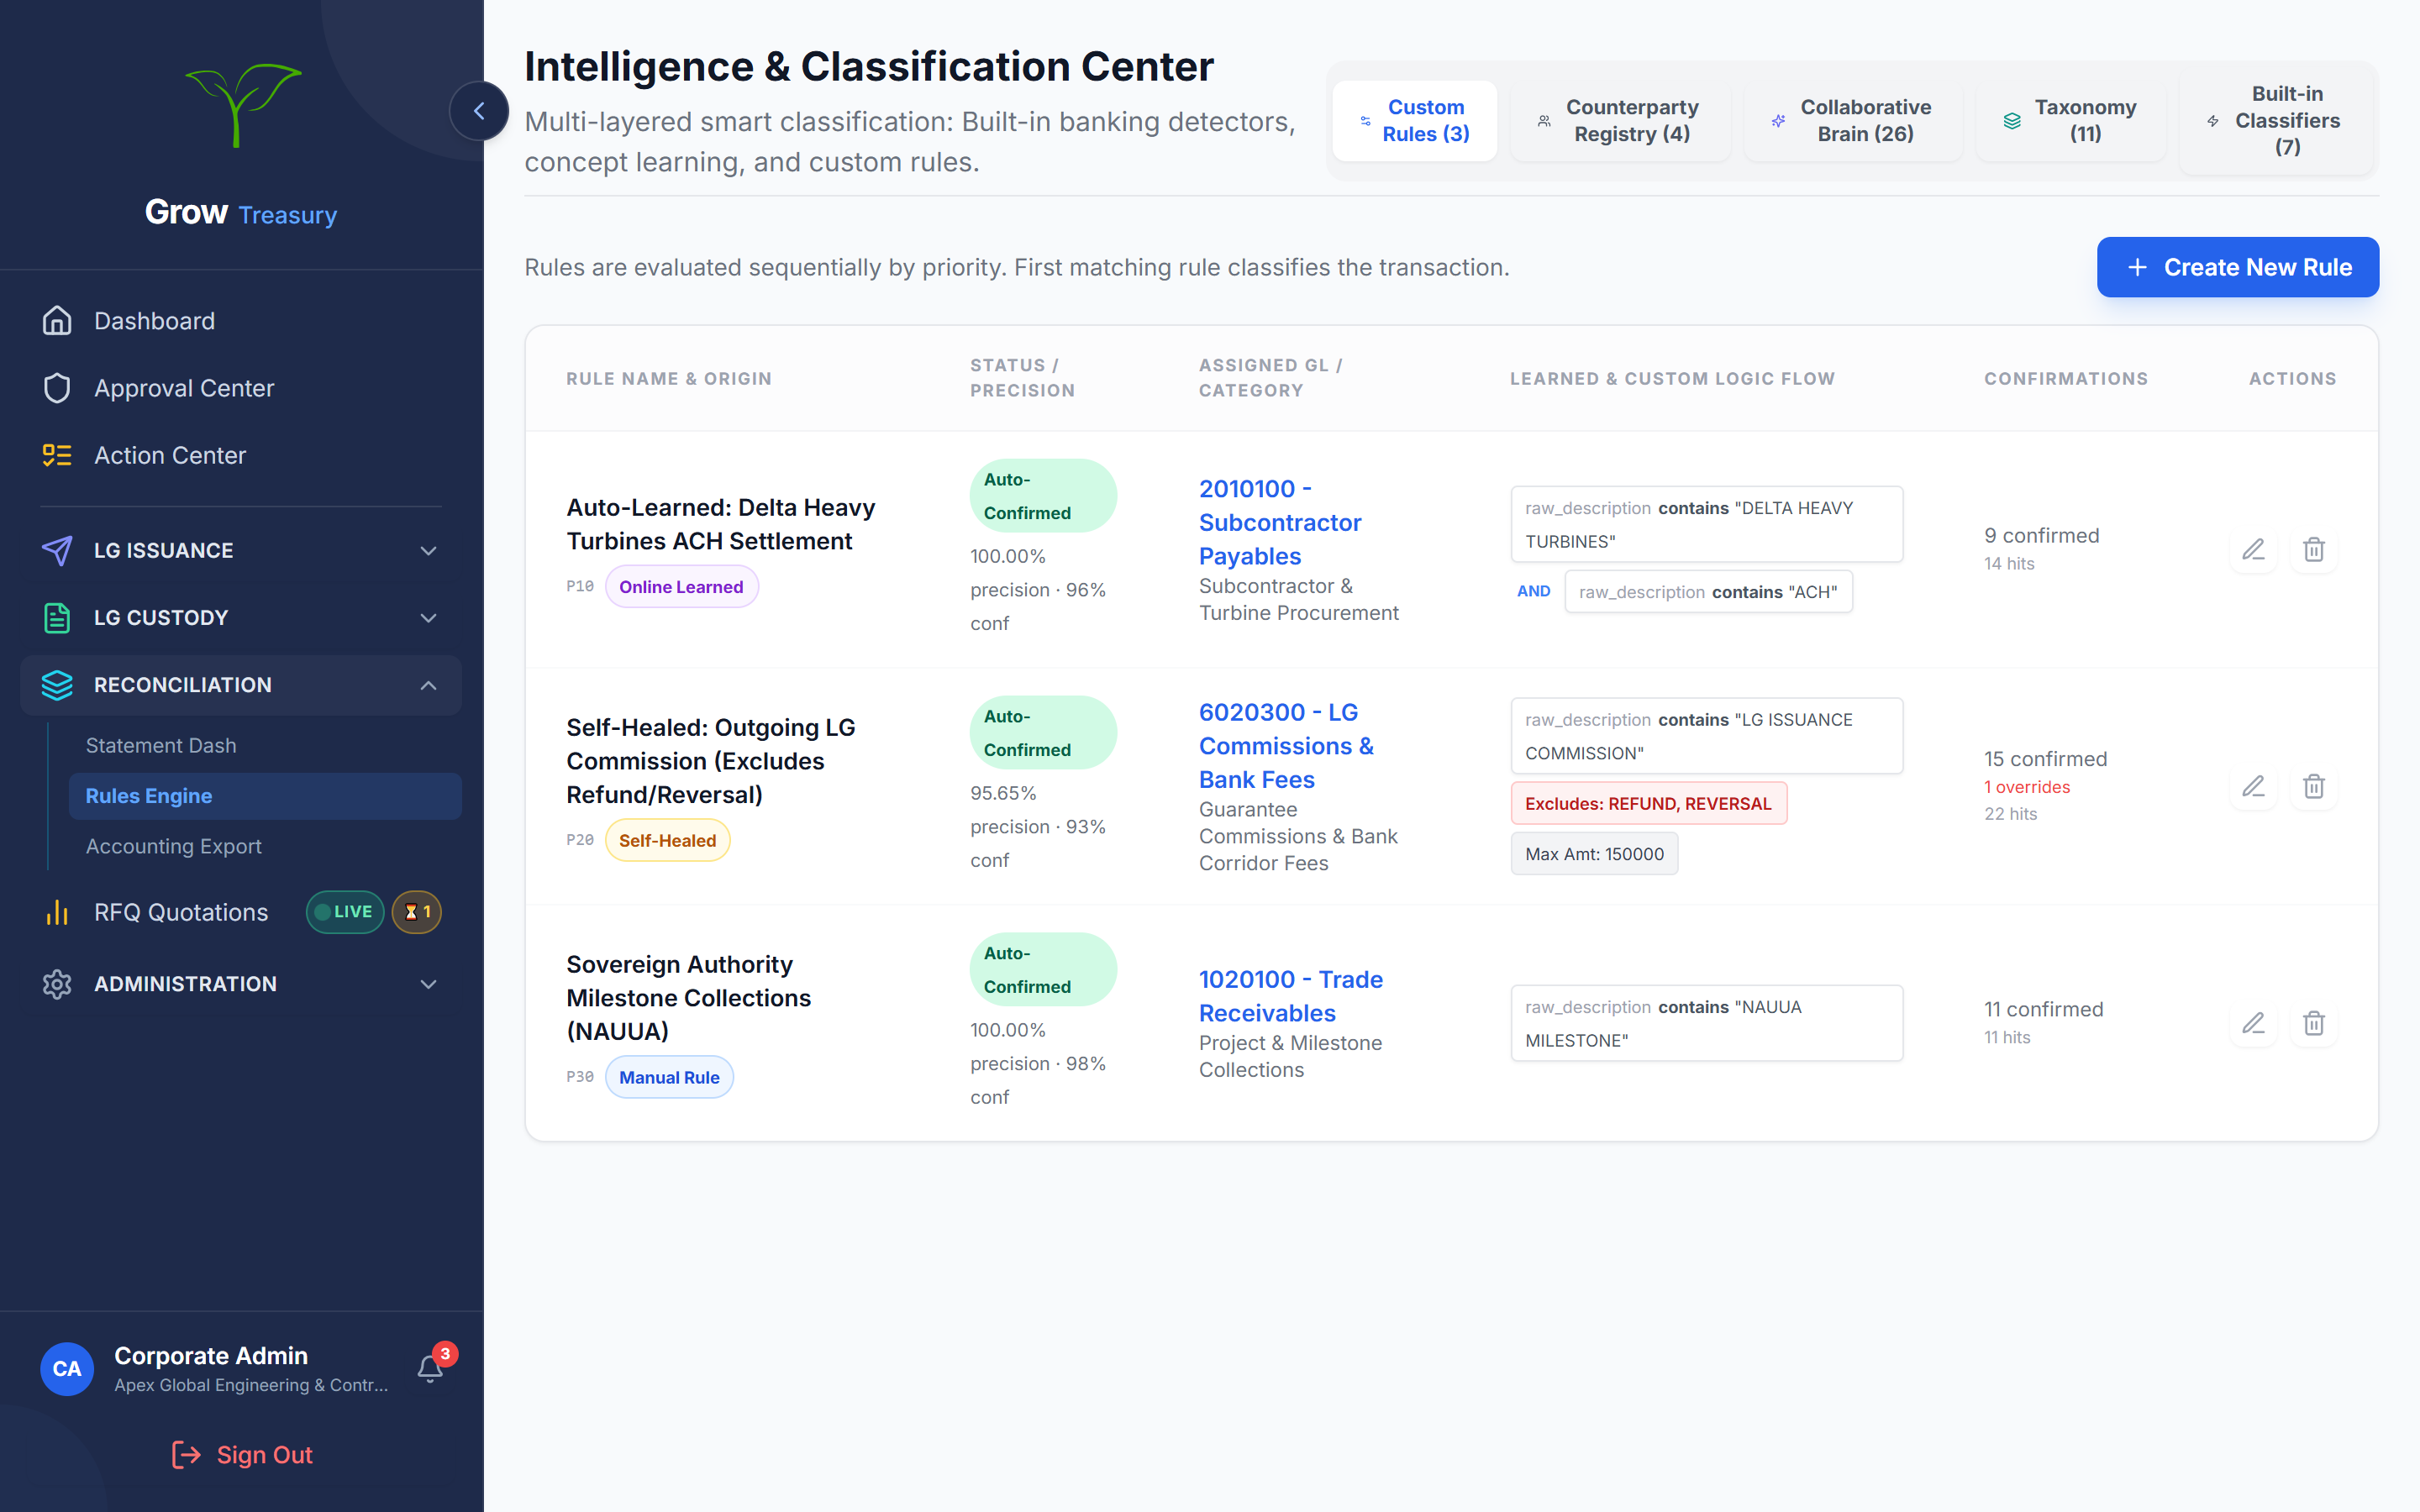 Grow Treasury
Dashboard
Approval Center
Action Center
LG ISSUANCE
LG CUSTODY
RECONCILIATION
Statement Dash
Rules Engine
Accounting Export
RFQ Quotations
LIVE
1
ADMINISTRATION
CA
Corporate Admin
Apex Global Engineering & Contr...
3
Sign Out
Intelligence & Classification Center
Multi-layered smart classification: Built-in banking detectors,
concept learning, and custom rules.
Custom
Rules (3)
Counterparty
Registry (4)
Collaborative
Brain (26)
Taxonomy
(11)
Built-in
Classifiers
(7)
Rules are evaluated sequentially by priority. First matching rule classifies the transaction.
Create New Rule
RULE NAME & ORIGIN
STATUS /
PRECISION
ASSIGNED GL /
CATEGORY
LEARNED & CUSTOM LOGIC FLOW
CONFIRMATIONS
ACTIONS
Auto-Learned: Delta Heavy
Turbines ACH Settlement
P10 Online Learned
Auto-
Confirmed
100.00%
precision · 96%
conf
2010100 -
Subcontractor
Payables
Subcontractor &
Turbine Procurement
raw_description contains "DELTA HEAVY
TURBINES"
AND raw_description contains "ACH"
9 confirmed
14 hits
Self-Healed: Outgoing LG
Commission (Excludes
Refund/Reversal)
P20 Self-Healed
Auto-
Confirmed
95.65%
precision · 93%
conf
6020300 - LG
Commissions &
Bank Fees
Guarantee
Commissions & Bank
Corridor Fees
raw_description contains "LG ISSUANCE
COMMISSION"
Excludes: REFUND, REVERSAL
Max Amt: 150000
15 confirmed
1 overrides
22 hits
Sovereign Authority
Milestone Collections
(NAUUA)
P30 Manual Rule
Auto-
Confirmed
100.00%
precision · 98%
conf
1020100 - Trade
Receivables
Project & Milestone
Collections
raw_description contains "NAUUA
MILESTONE"
11 confirmed
11 hits